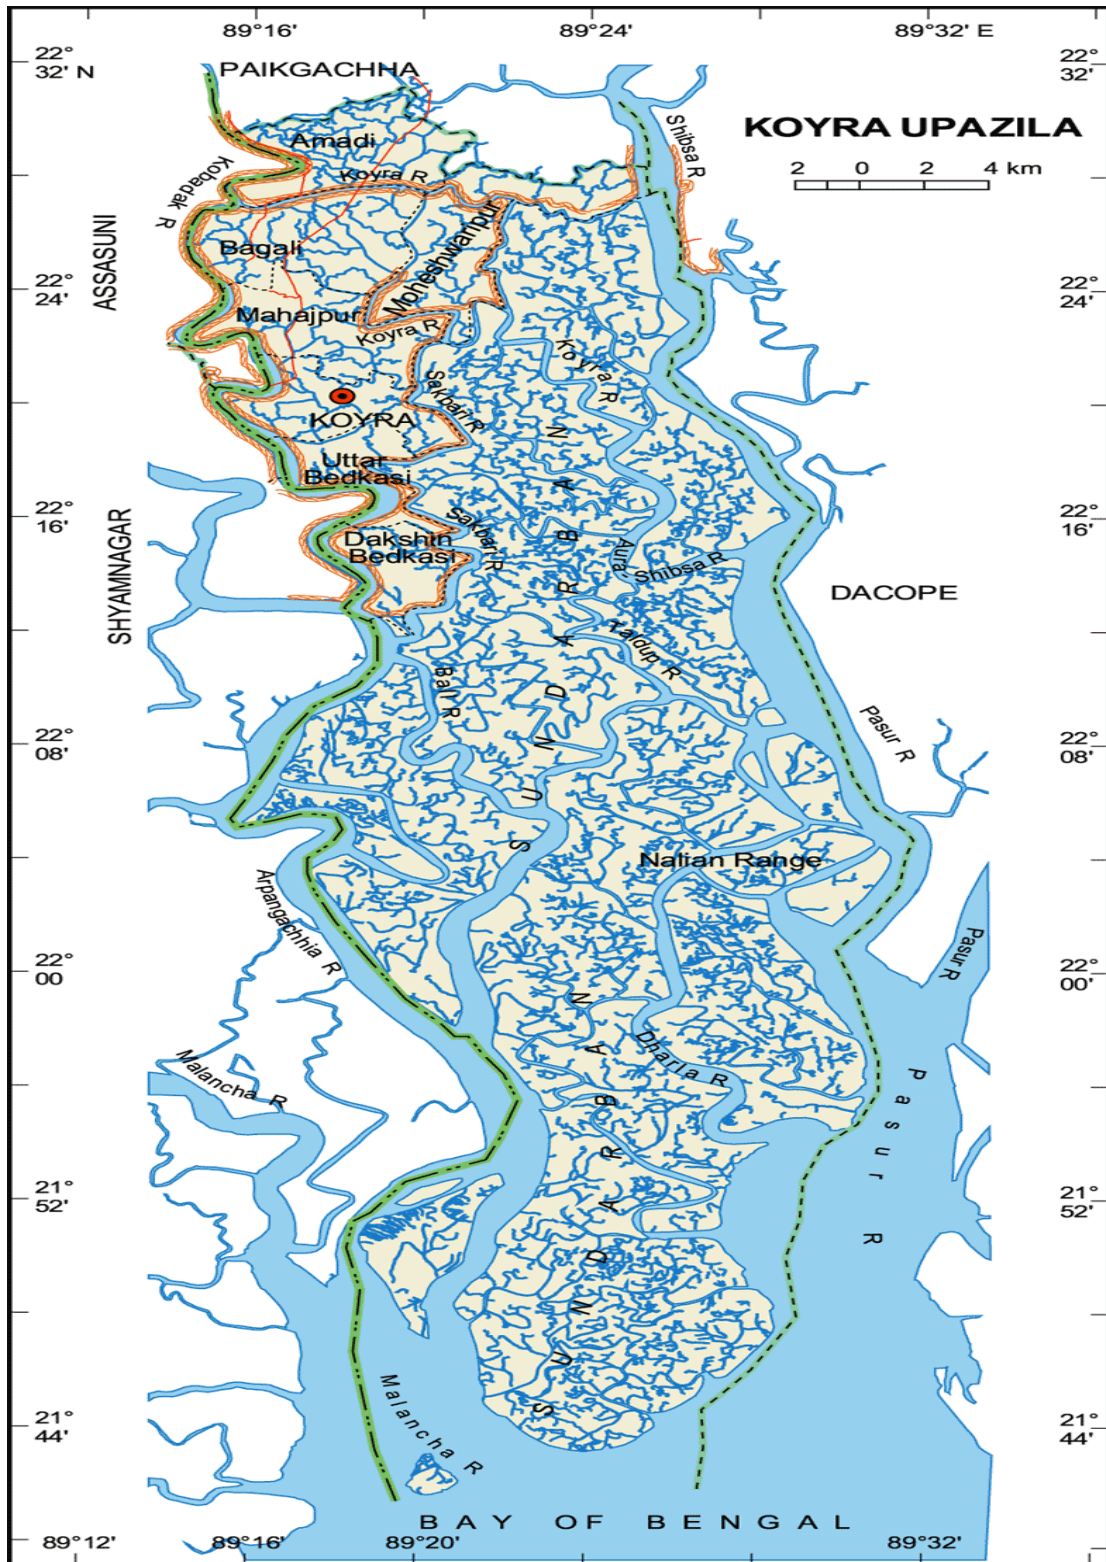 89°16'
89°24'
89°32' E
22°
32' N
22°
32'
PAIKGACHHA
KOYRA UPAZILA
2 0 2 4 km
Shibsa R
Amadi
Koyra R
Kobadak R
ASSASUNI
Bagali
Moheshwaripur
22°
24'
22°
24'
Mahajpur
Koyra R
Koyra R
Sakbari R
KOYRA
Uttar
Bedkasi
22°
16'
22°
16'
Sakbari R
Dakshin
Bedkasi
Aura-
Shibsa R
SHYAMNAGAR
DACOPE
Taldup R
Ball R
SUNDARBAN
Pasur R
22°
08'
22°
08'
Nalian Range
Arpangachhia R
Pasur R
22°
00'
22°
00'
Dharla R
Malancha R
Pasur R
SUNDARBAN
21°
52'
21°
52'
Malancha R
21°
44'
21°
44'
BAY OF BENGAL
89°12'
89°16'
89°20'
89°32'